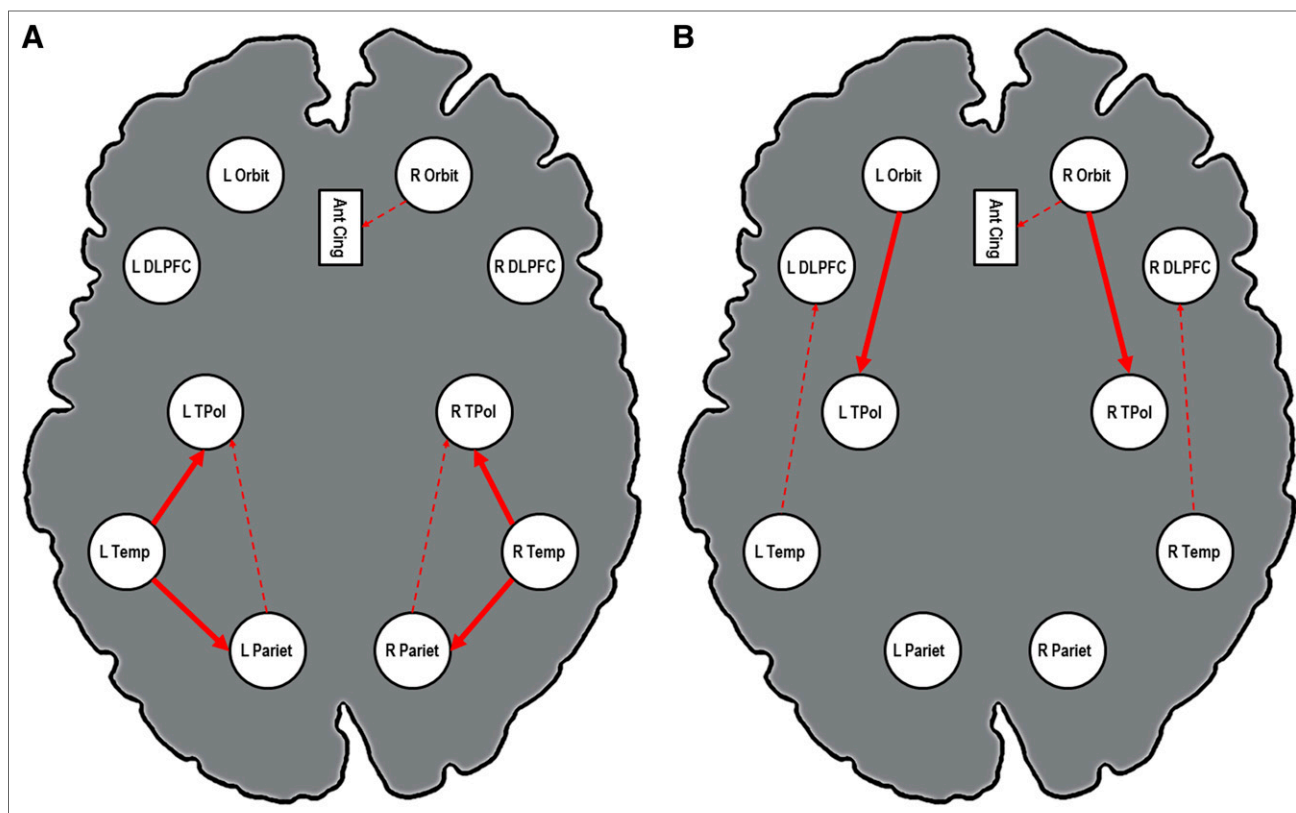 A
L Orbit
R Orbit
Ant Cing
L DLPFC
R DLPFC
L TPol
R TPol
L Temp
R Temp
L Pariet
R Pariet
B
L Orbit
R Orbit
Ant Cing
L DLPFC
R DLPFC
L TPol
R TPol
L Temp
R Temp
L Pariet
R Pariet